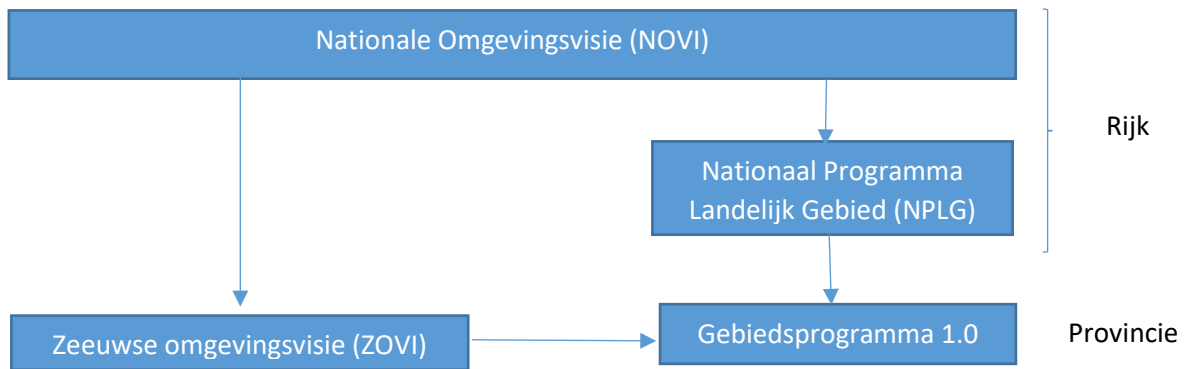 Nationale Omgevingsvisie (NOVI)
Rijk
Nationaal Programma
Landelijk Gebied (NPLG)
Zeeuwse omgevingsvisie (ZOVI)
Gebiedsprogramma 1.0
Provincie